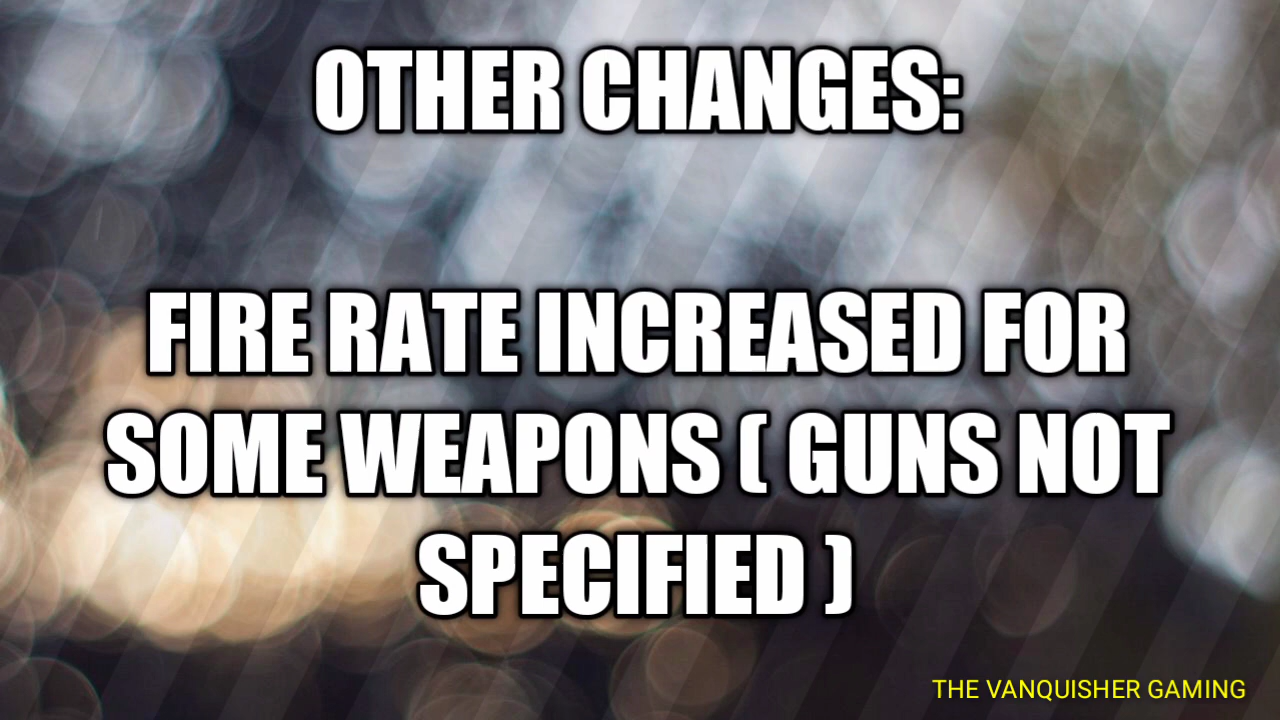 OTHER CHANGES:
FIRE RATE INCREASED FOR
SOME WEAPONS ( GUNS NOT
SPECIFIED )
THE VANQUISHER GAMING